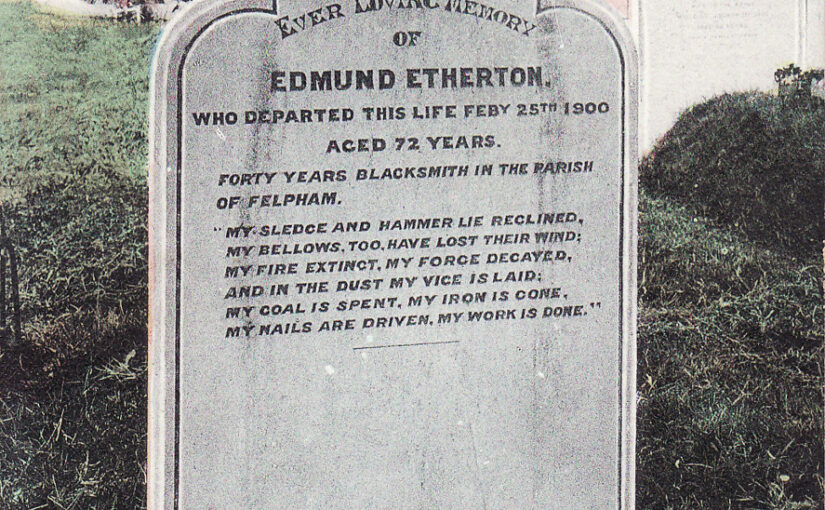 EVER LOVING MEMORY
OF
EDMUND ETHERTON.
WHO DEPARTED THIS LIFE FEBY 25TH 1900
AGED 72 YEARS.
FORTY YEARS BLACKSMITH IN THE PARISH
OF FELPHAM.
"MY SLEDGE AND HAMMER LIE RECLINED,
MY BELLOWS, TOO, HAVE LOST THEIR WIND;
MY FIRE EXTINCT, MY FORGE DECAYED,
AND IN THE DUST MY VICE IS LAID;
MY COAL IS SPENT, MY IRON IS GONE,
MY NAILS ARE DRIVEN, MY WORK IS DONE."